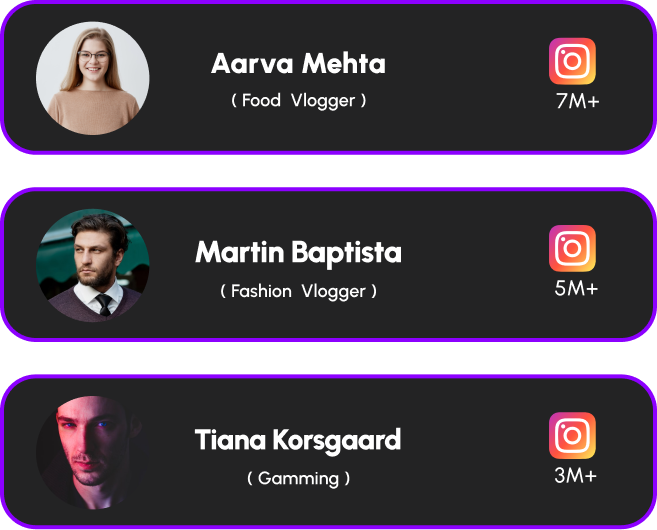 Aarva Mehta
( Food Vlogger )
7M+
Martin Baptista
( Fashion Vlogger )
5M+
Tiana Korsgaard
( Gamming )
3M+